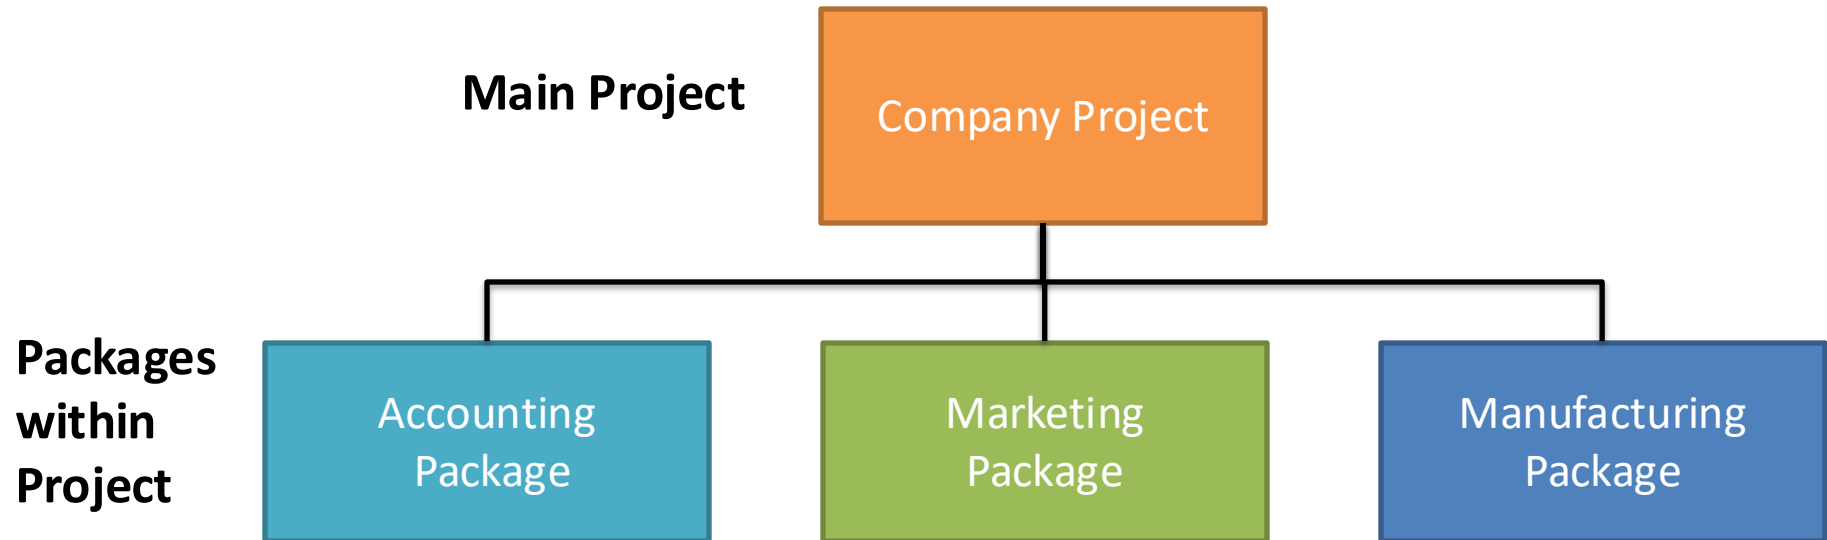 Main Project
Company Project
Packages
within
Project
Accounting
Package
Marketing
Package
Manufacturing
Package